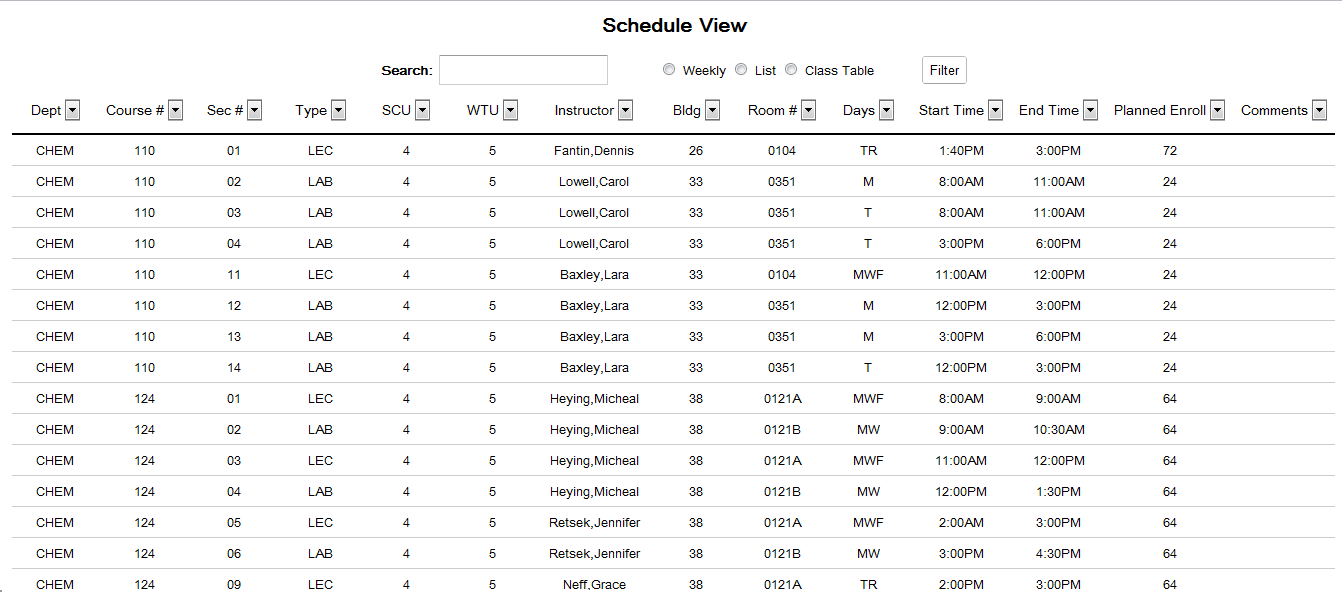 Schedule View
Search: Weekly List Class Table Filter
Dept Course # Sec # Type SCU WTU Instructor Bldg Room # Days Start Time End Time Planned Enroll Comments
CHEM 110 01 LEC 4 5 Fantin,Dennis 26 0104 TR 1:40PM 3:00PM 72
CHEM 110 02 LAB 4 5 Lowell,Carol 33 0351 M 8:00AM 11:00AM 24
CHEM 110 03 LAB 4 5 Lowell,Carol 33 0351 T 8:00AM 11:00AM 24
CHEM 110 04 LAB 4 5 Lowell,Carol 33 0351 T 3:00PM 6:00PM 24
CHEM 110 11 LEC 4 5 Baxley,Lara 33 0104 MWF 11:00AM 12:00PM 24
CHEM 110 12 LAB 4 5 Baxley,Lara 33 0351 M 12:00PM 3:00PM 24
CHEM 110 13 LAB 4 5 Baxley,Lara 33 0351 M 3:00PM 6:00PM 24
CHEM 110 14 LAB 4 5 Baxley,Lara 33 0351 T 12:00PM 3:00PM 24
CHEM 124 01 LEC 4 5 Heying,Micheal 38 0121A MWF 8:00AM 9:00AM 64
CHEM 124 02 LAB 4 5 Heying,Micheal 38 0121B MW 9:00AM 10:30AM 64
CHEM 124 03 LEC 4 5 Heying,Micheal 38 0121A MWF 11:00AM 12:00PM 64
CHEM 124 04 LAB 4 5 Heying,Micheal 38 0121B MW 12:00PM 1:30PM 64
CHEM 124 05 LEC 4 5 Retsek,Jennifer 38 0121A MWF 2:00AM 3:00PM 64
CHEM 124 06 LAB 4 5 Retsek,Jennifer 38 0121B MW 3:00PM 4:30PM 64
CHEM 124 09 LEC 4 5 Neff,Grace 38 0121A TR 2:00PM 3:00PM 64